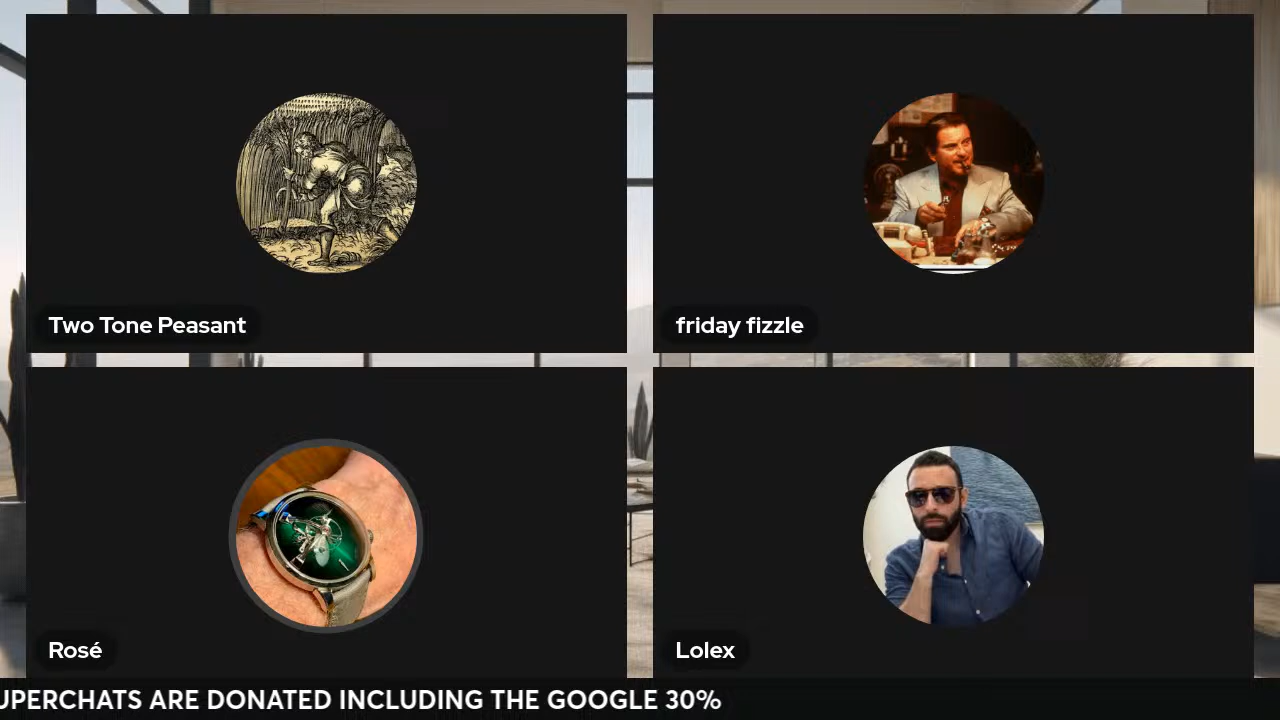 Two Tone Peasant
friday fizzle
Rosé
Lolex
UPERCHATS ARE DONATED INCLUDING THE GOOGLE 30%